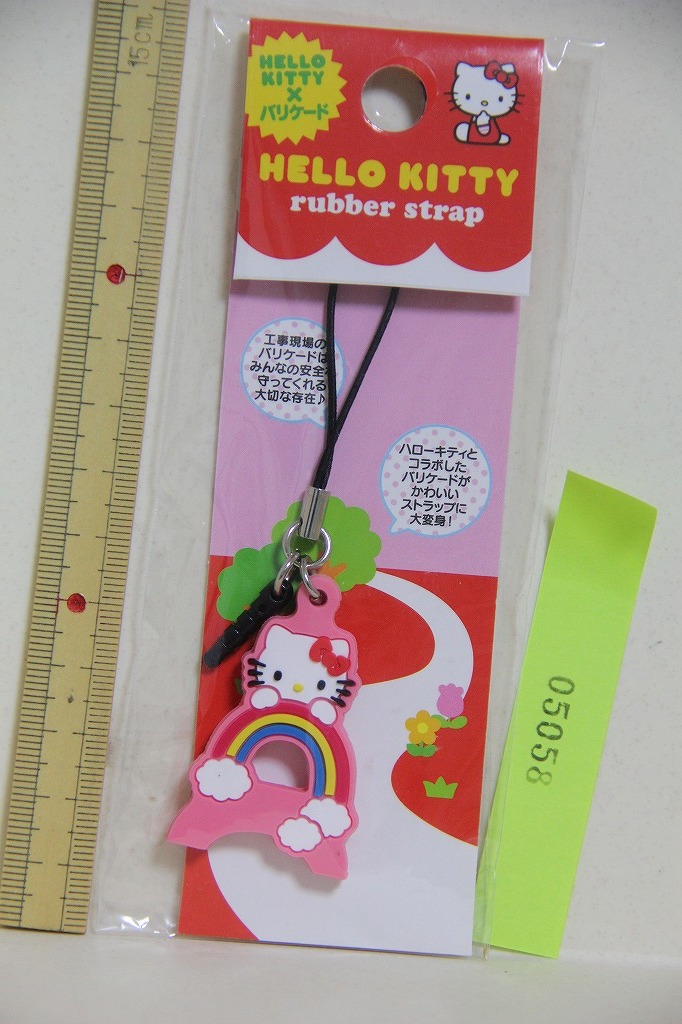 15cm
HELLO
KITTY
×
バリケード
HELLO KITTY
rubber strap
工事現場の
バリケードは
みんなの安全
守ってくれる
大切な存在♪
ハローキティと
コラボした
バリケードが
かわいい
ストラップに
大変身！
05058